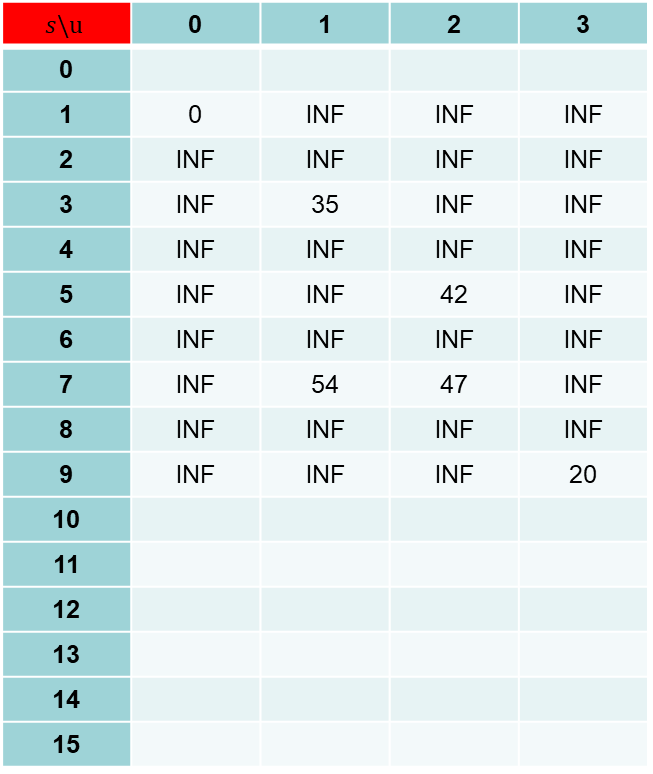 s\u 0 1 2 3
0
1 0 INF INF INF
2 INF INF INF INF
3 INF 35 INF INF
4 INF INF INF INF
5 INF INF 42 INF
6 INF INF INF INF
7 INF 54 47 INF
8 INF INF INF INF
9 INF INF INF 20
10
11
12
13
14
15